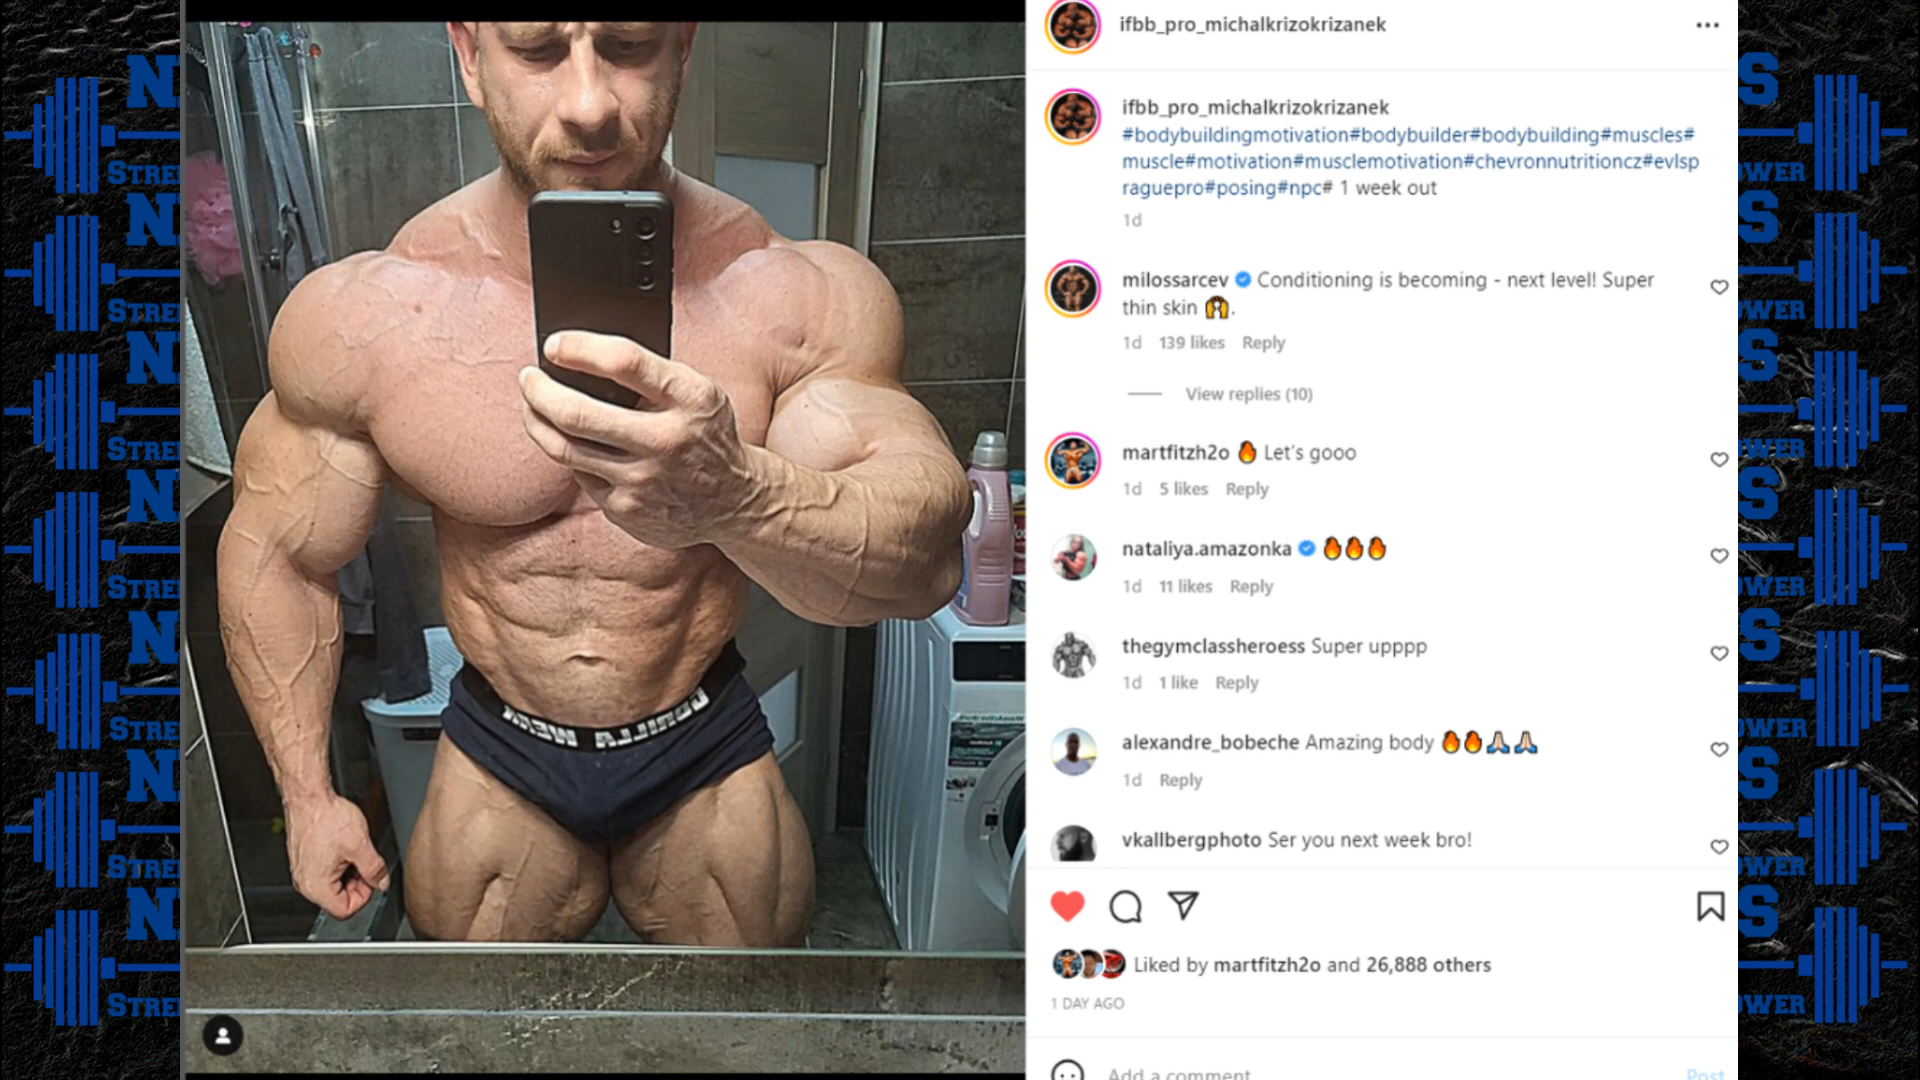 ifbb_pro_michalkrizokrizanek
ifbb_pro_michalkrizokrizanek
#bodybuildingmotivation#bodybuilder#bodybuilding#muscles#
muscle#motivation#musclemotivation#chevronnutritioncz#evlsp
raguepro#posing#npc# 1 week out
1d
milossarcev Conditioning is becoming - next level! Super
thin skin 🙌.
1d 139 likes Reply
View replies (10)
martfitzh2o 🔥 Let's gooo
1d 5 likes Reply
nataliya.amazonka 🔥🔥🔥
1d 11 likes Reply
thegymclassheroess Super upppp
1d 1 like Reply
alexandre_bobeche Amazing body 🔥🔥🙏🏻🙏🏻
1d Reply
vkallbergphoto Ser you next week bro!
Liked by martfitzh2o and 26,888 others
1 DAY AGO
Add a comment
Post
GORILLA WEAR